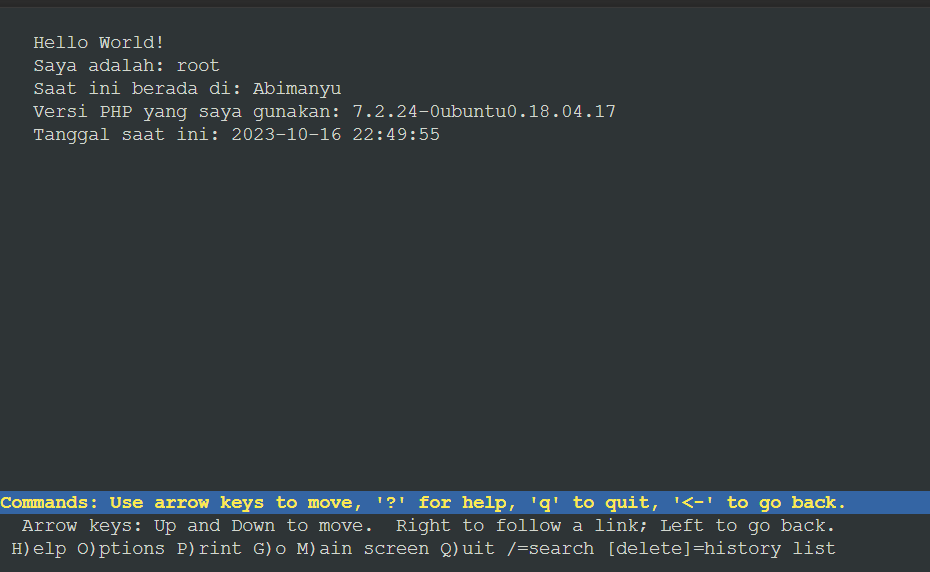 Hello World!
Saya adalah: root
Saat ini berada di: Abimanyu
Versi PHP yang saya gunakan: 7.2.24-0ubuntu0.18.04.17
Tanggal saat ini: 2023-10-16 22:49:55
Commands: Use arrow keys to move, '?' for help, 'q' to quit, '<-' to go back.
Arrow keys: Up and Down to move.  Right to follow a link; Left to go back.
H)elp O)ptions P)rint G)o M)ain screen Q)uit /=search [delete]=history list